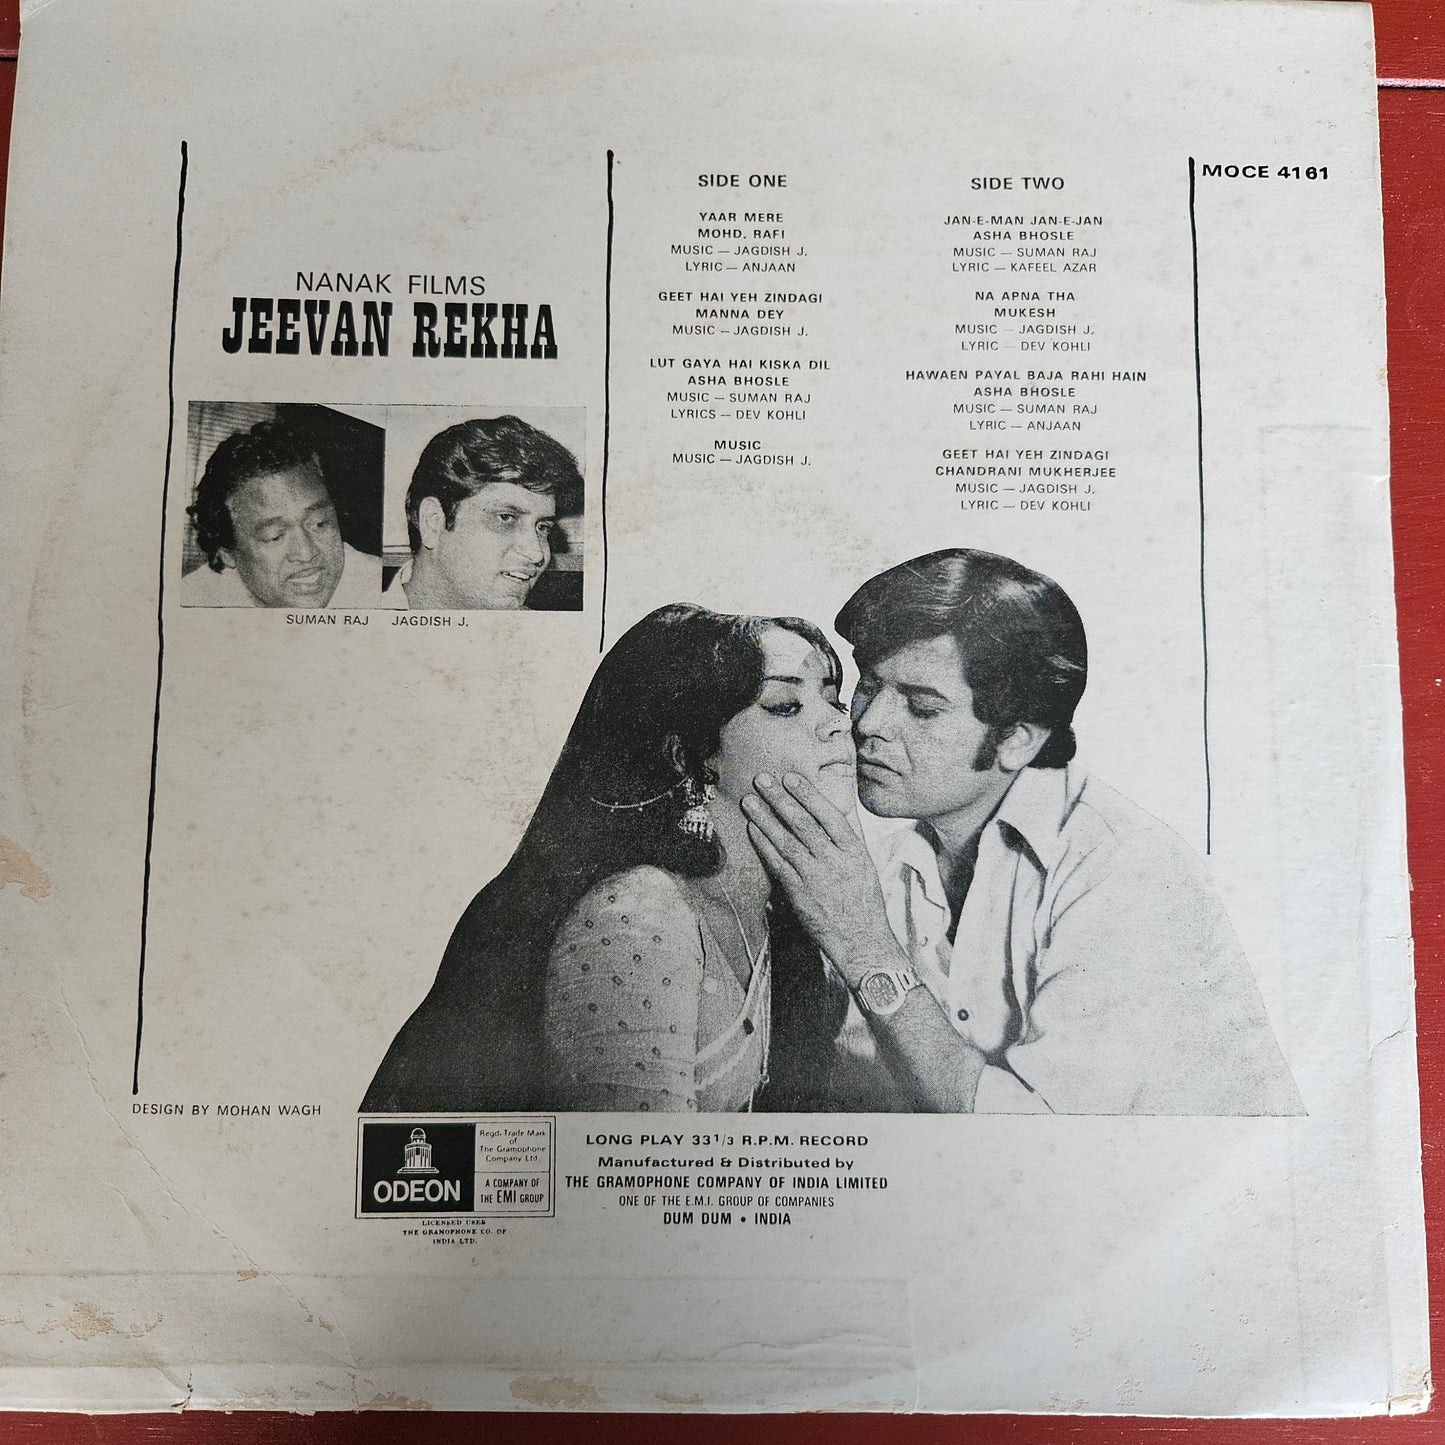 MOCE 4161
NANAK FILMS
JEEVAN REKHA
SUMAN RAJ JAGDISH J.
SIDE ONE
YAAR MERE
MOHD. RAFI
MUSIC — JAGDISH J.
LYRIC — ANJAAN
GEET HAI YEH ZINDAGI
MANNA DEY
MUSIC — JAGDISH J.
LUT GAYA HAI KISKA DIL
ASHA BHOSLE
MUSIC — SUMAN RAJ
LYRICS — DEV KOHLI
MUSIC
MUSIC — JAGDISH J.
SIDE TWO
JAN-E-MAN JAN-E-JAN
ASHA BHOSLE
MUSIC — SUMAN RAJ
LYRIC — KAFEEL AZAR
NA APNA THA
MUKESH
MUSIC — JAGDISH J.
LYRIC — DEV KOHLI
HAWAEN PAYAL BAJA RAHI HAIN
ASHA BHOSLE
MUSIC — SUMAN RAJ
LYRIC — ANJAAN
GEET HAI YEH ZINDAGI
CHANDRANI MUKHERJEE
MUSIC — JAGDISH J.
LYRIC — DEV KOHLI
DESIGN BY MOHAN WAGH
ODEON
Regd. Trade Mark
of
The Gramophone
Company Ltd.
A COMPANY OF
THE EMI GROUP
LICENSED USER
THE GRAMOPHONE CO. OF
INDIA LTD.
LONG PLAY 33 1/3 R.P.M. RECORD
Manufactured & Distributed by
THE GRAMOPHONE COMPANY OF INDIA LIMITED
ONE OF THE E.M.I. GROUP OF COMPANIES
DUM DUM • INDIA